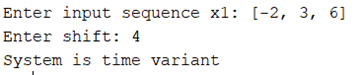 Enter input sequence x1: [-2, 3, 6]
Enter shift: 4
System is time variant